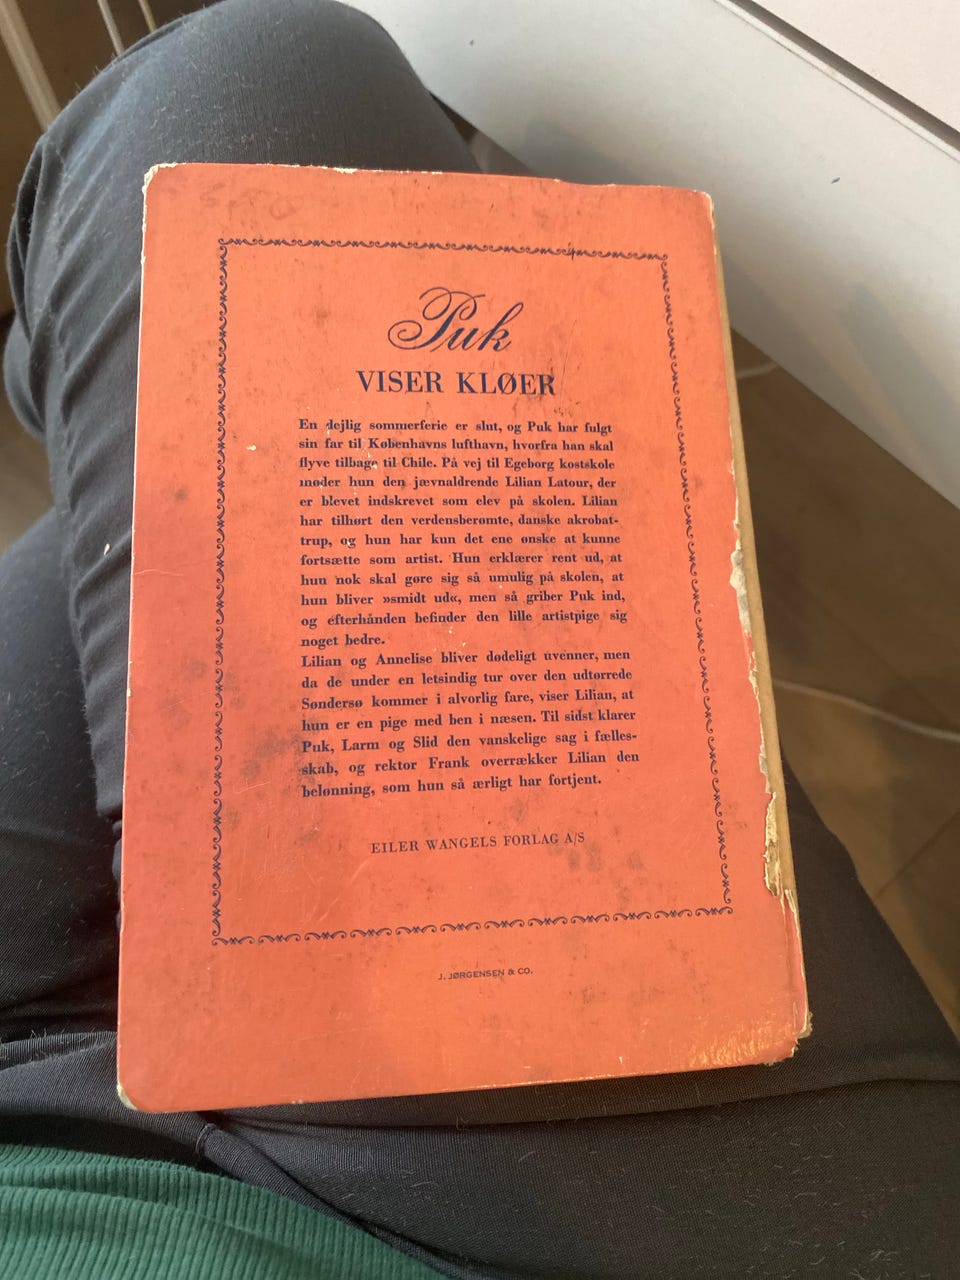 Puk
VISER KLØER
En dejlig sommerferie er slut, og Puk har fulgt
sin far til Københavns lufthavn, hvorfra han skal
flyve tilbage til Chile. På vej til Egeborg kostskole
møder hun den jævnaldrende Lilian Latour, der
er blevet indskrevet som elev på skolen. Lilian
har tilhørt den verdensberømte, danske akrobat-
trup, og hun har kun det ene ønske at kunne
fortsætte som artist. Hun erklærer rent ud, at
hun nok skal gøre sig så umulig på skolen, at
hun bliver »smidt ud«, men så griber Puk ind,
og efterhånden befinder den lille artistpige sig
noget bedre.
Lilian og Annelise bliver dødeligt uvenner, men
da de under en letsindig tur over den udtørrede
Søndersø kommer i alvorlig fare, viser Lilian, at
hun er en pige med ben i næsen. Til sidst klarer
Puk, Larm og Slid den vanskelige sag i fælles-
skab, og rektor Frank overrækker Lilian den
belønning, som hun så ærligt har fortjent.
EILER WANGELS FORLAG A/S
J. JØRGENSEN & CO.